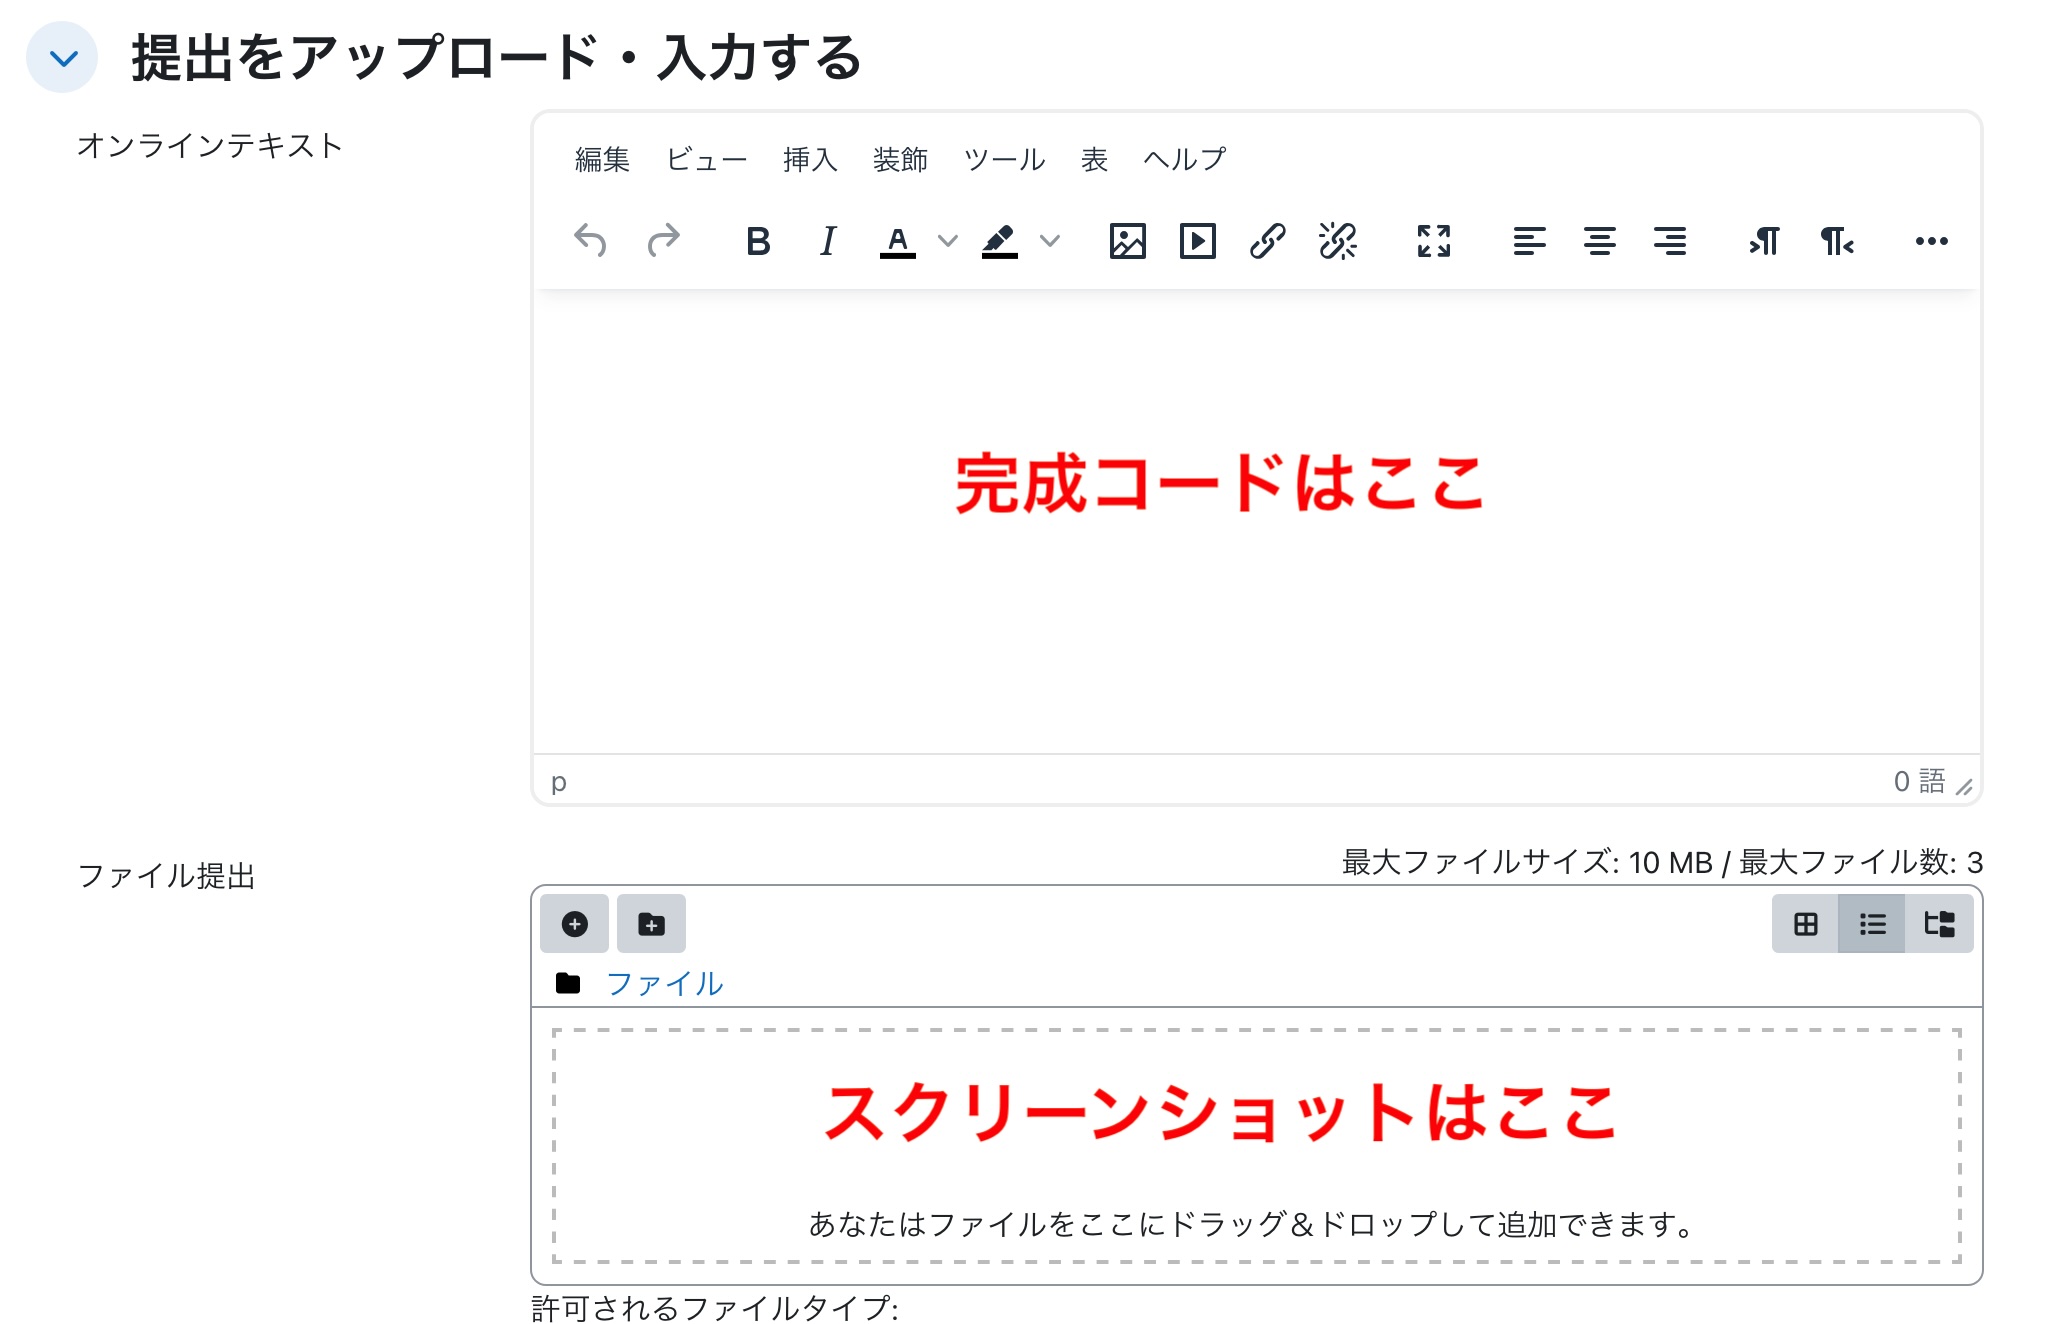 提出をアップロード・入力する
オンラインテキスト
編集 ビュー 挿入 装飾 ツール 表 ヘルプ
完成コードはここ
p 0 語
ファイル提出
最大ファイルサイズ: 10 MB / 最大ファイル数: 3
ファイル
スクリーンショットはここ
あなたはファイルをここにドラッグ＆ドロップして追加できます。
許可されるファイルタイプ: